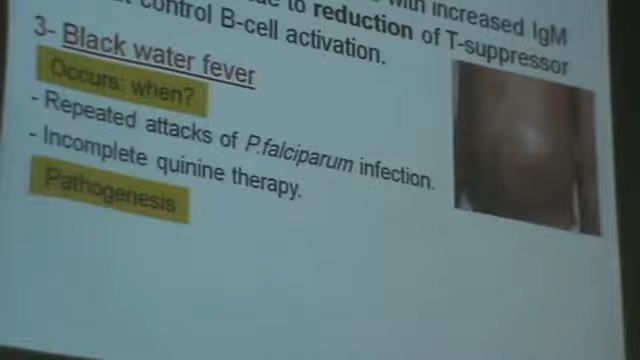 with increased IgM
to reduction of T-suppressor
control B-cell activation.
3- Black water fever
Occurs: when?
- Repeated attacks of P.falciparum infection.
- Incomplete quinine therapy.
Pathogenesis